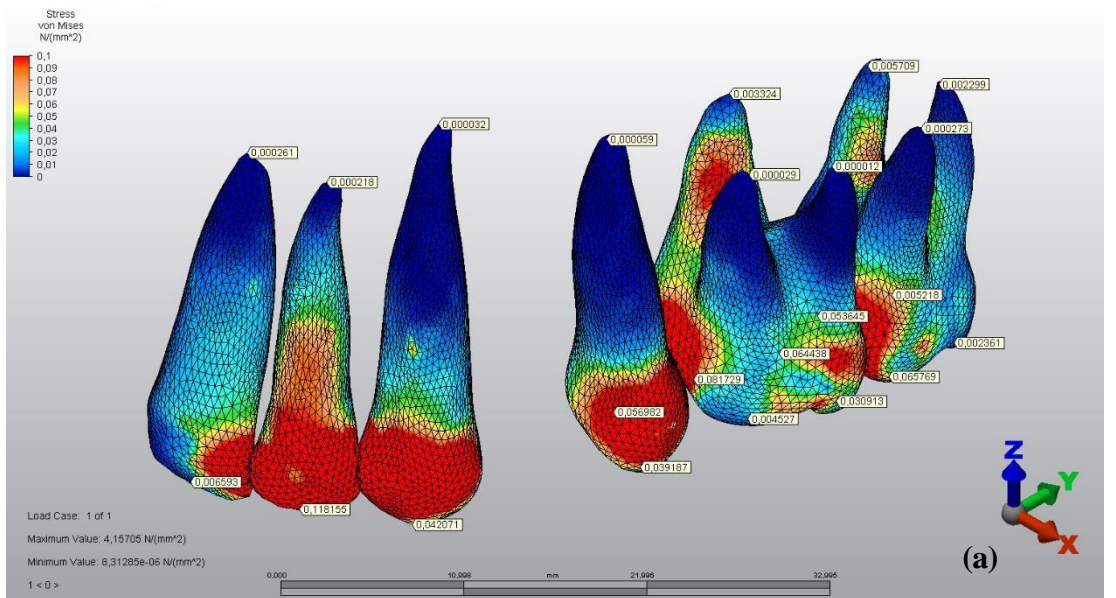 Stress
von Mises
N/(mm^2)
0,1
0,09
0,08
0,07
0,06
0,05
0,04
0,03
0,02
0,01
0
0,000261
0,000218
0,000032
0,006593
0,118155
0,042071
0,000059
0,003324
0,000029
0,005709
0,000012
0,002299
0,000273
0,005218
0,053645
0,064438
0,002361
0,081729
0,065769
0,056982
0,004527
0,030913
0,039187
Z
Y
X
(a)
Load Case: 1 of 1
Maximum Value: 4,15705 N/(mm^2)
Minimum Value: 8,31285e-06 N/(mm^2)
1 < 0 >
0,000 10,998 mm 21,996 32,995